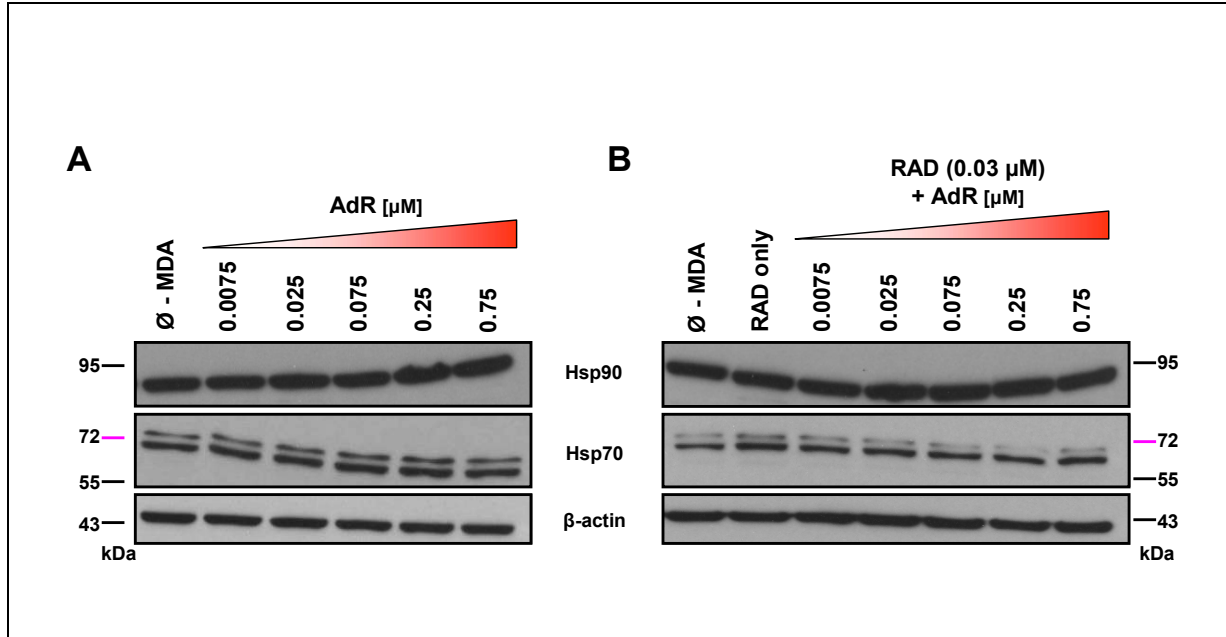 A
AdR [µM]
Ø - MDA
0.0075
0.025
0.075
0.25
0.75
95
72
55
43
kDa
Hsp90
Hsp70
β-actin
B
RAD (0.03 µM)
+ AdR [µM]
Ø - MDA
RAD only
0.0075
0.025
0.075
0.25
0.75
95
72
55
43
kDa